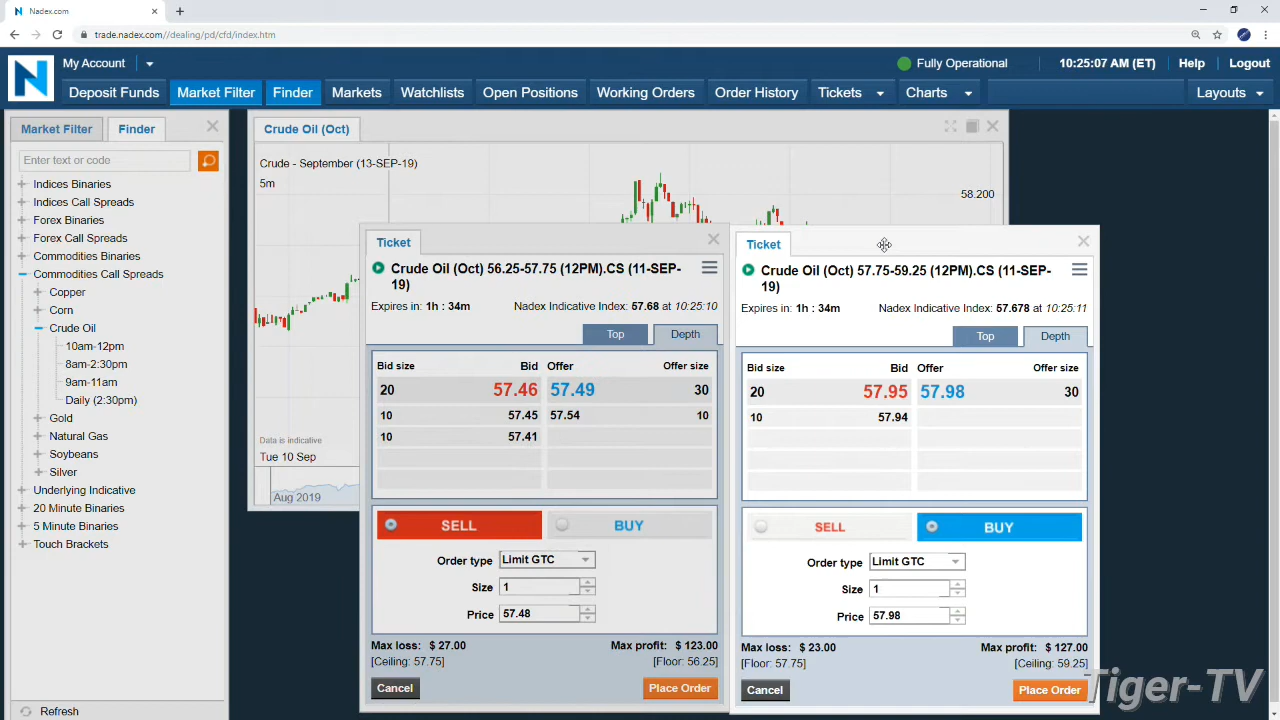 Nadex.com
trade.nadex.com//dealing/pd/cfd/index.htm
N
My Account
Fully Operational
10:25:07 AM (ET)
Help
Logout
Deposit Funds
Market Filter
Finder
Markets
Watchlists
Open Positions
Working Orders
Order History
Tickets
Charts
Layouts
Market Filter
Finder
Enter text or code
Indices Binaries
Indices Call Spreads
Forex Binaries
Forex Call Spreads
Commodities Binaries
Commodities Call Spreads
Copper
Corn
Crude Oil
10am-12pm
8am-2:30pm
9am-11am
Daily (2:30pm)
Gold
Natural Gas
Soybeans
Silver
Underlying Indicative
20 Minute Binaries
5 Minute Binaries
Touch Brackets
Refresh
Crude Oil (Oct)
Crude - September (13-SEP-19)
5m
58.200
Data is indicative
Tue 10 Sep
Aug 2019
Ticket
Crude Oil (Oct) 56.25-57.75 (12PM).CS (11-SEP-
19)
Expires in: 1h : 34m
Nadex Indicative Index: 57.68 at 10:25:10
Top
Depth
Bid size Bid Offer Offer size
20 57.46 57.49 30
10 57.45 57.54 10
10 57.41
SELL
BUY
Order type Limit GTC
Size 1
Price 57.48
Max loss: $ 27.00 Max profit: $ 123.00
[Ceiling: 57.75] [Floor: 56.25]
Cancel
Place Order
Ticket
Crude Oil (Oct) 57.75-59.25 (12PM).CS (11-SEP-
19)
Expires in: 1h : 34m
Nadex Indicative Index: 57.678 at 10:25:11
Top
Depth
Bid size Bid Offer Offer size
20 57.95 57.98 30
10 57.94
SELL
BUY
Order type Limit GTC
Size 1
Price 57.98
Max loss: $ 23.00 Max profit: $ 127.00
[Floor: 57.75] [Ceiling: 59.25]
Cancel
Place Order
Tiger-TV